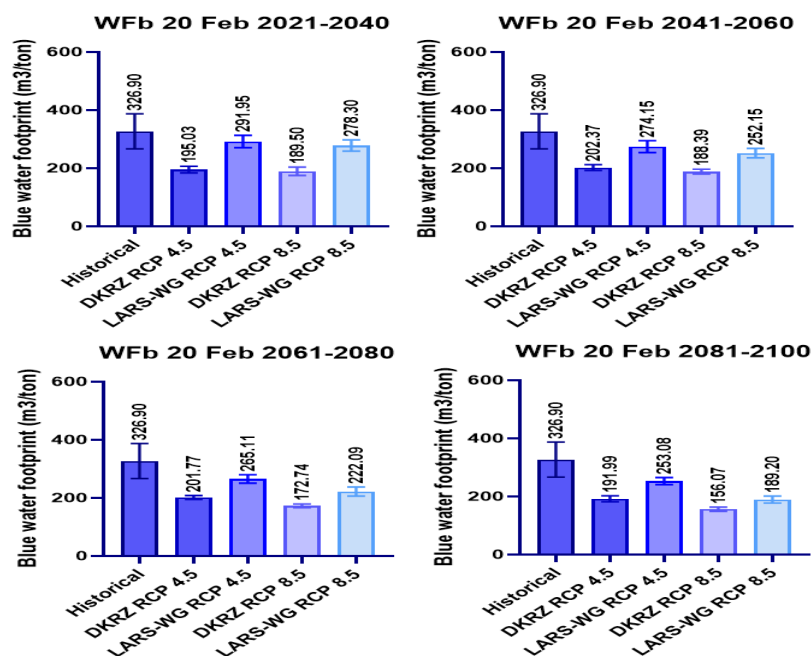 WFb 20 Feb 2021-2040
Blue water footprint (m3/ton)
600
400
200
0
326.90
195.03
291.95
189.50
278.30
Historical
DKRZ RCP 4.5
LARS-WG RCP 4.5
DKRZ RCP 8.5
LARS-WG RCP 8.5
WFb 20 Feb 2041-2060
Blue water footprint (m3/ton)
600
400
200
0
326.90
202.37
274.15
188.39
252.15
Historical
DKRZ RCP 4.5
LARS-WG RCP 4.5
DKRZ RCP 8.5
LARS-WG RCP 8.5
WFb 20 Feb 2061-2080
Blue water footprint (m3/ton)
600
400
200
0
326.90
201.77
265.11
172.74
222.09
Historical
DKRZ RCP 4.5
LARS-WG RCP 4.5
DKRZ RCP 8.5
LARS-WG RCP 8.5
WFb 20 Feb 2081-2100
Blue water footprint (m3/ton)
600
400
200
0
326.90
191.99
253.08
156.07
189.20
Historical
DKRZ RCP 4.5
LARS-WG RCP 4.5
DKRZ RCP 8.5
LARS-WG RCP 8.5